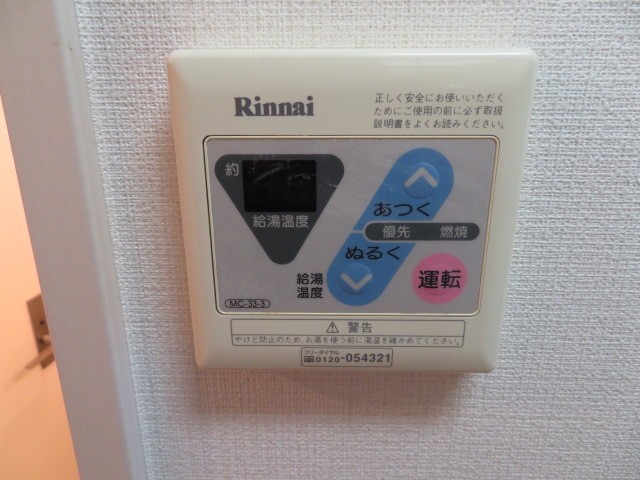 Rinnai
正しく安全にお使いいただく
ためにご使用の前に必ず取扱
説明書をよくお読みください。
約
給湯温度
あつく
優先 燃焼
ぬるく
給湯
温度
運転
MC-33-3
⚠ 警告
やけど防止のため、お湯を使う前に湯温を確かめてください。
フリーダイヤル
0120-054321